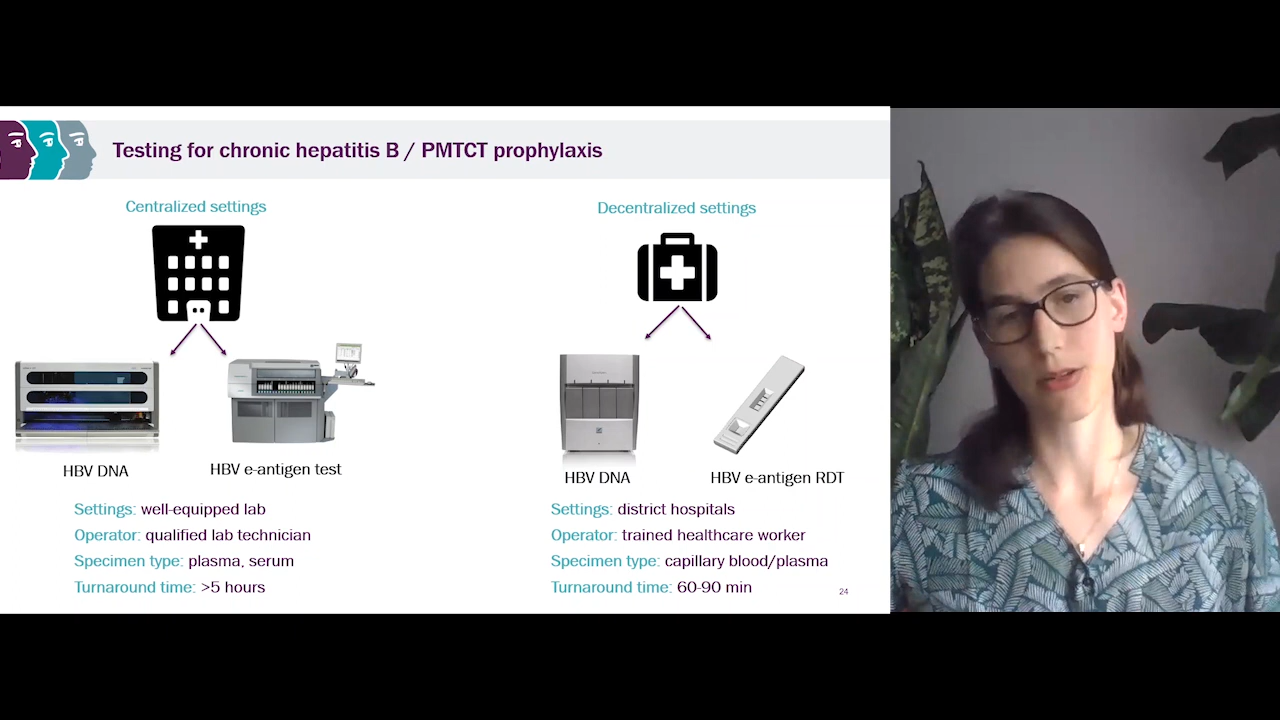 Testing for chronic hepatitis B / PMTCT prophylaxis
Centralized settings
HBV DNA
HBV e-antigen test
Settings: well-equipped lab
Operator: qualified lab technician
Specimen type: plasma, serum
Turnaround time: >5 hours
Decentralized settings
HBV DNA
HBV e-antigen RDT
Settings: district hospitals
Operator: trained healthcare worker
Specimen type: capillary blood/plasma
Turnaround time: 60-90 min
24